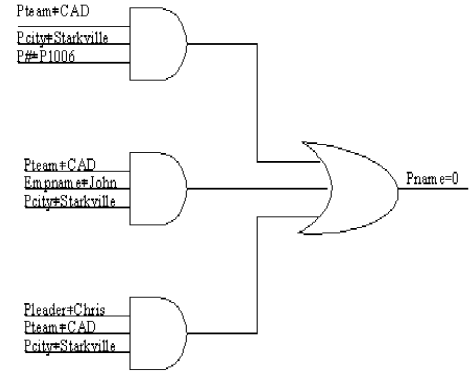 Pteam≠CAD
Pcity≠Starkville
P#≠P1006
Pteam≠CAD
Empname≠John
Pcity≠Starkville
Pname=0
Pleader≠Chris
Pteam≠CAD
Pcity≠Starkville